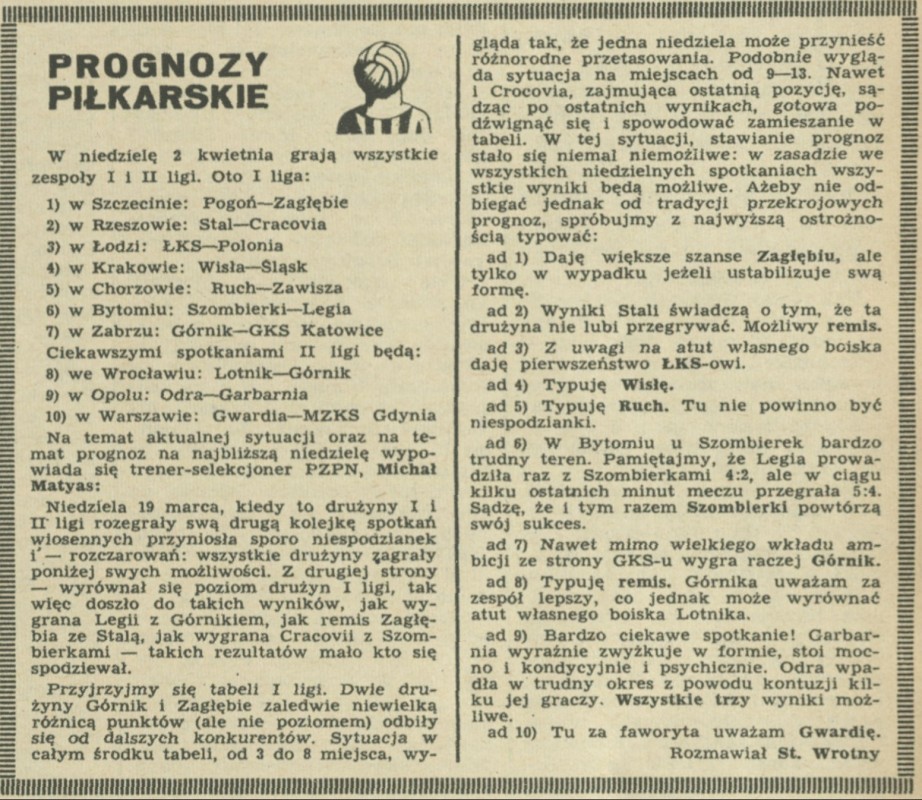 PROGNOZY
PIŁKARSKIE
W niedzielę 2 kwietnia grają wszystkie
zespoły I i II ligi. Oto I liga:
1) w Szczecinie: Pogoń—Zagłębie
2) w Rzeszowie: Stal—Cracovia
3) w Łodzi: ŁKS—Polonia
4) w Krakowie: Wisła—Śląsk
5) w Chorzowie: Ruch—Zawisza
6) w Bytomiu: Szombierki—Legia
7) w Zabrzu: Górnik—GKS Katowice
Ciekawszymi spotkaniami II ligi będą:
8) we Wrocławiu: Lotnik—Górnik
9) w Opolu: Odra—Garbarnia
10) w Warszawie: Gwardia—MZKS Gdynia
Na temat aktualnej sytuacji oraz na te-
mat prognoz na najbliższą niedzielę wypo-
wiada się trener-selekcjoner PZPN, Michał
Matyas:
Niedziela 19 marca, kiedy to drużyny I i
II ligi rozegrały swą drugą kolejkę spotkań
wiosennych przyniosła sporo niespodzianek
i — rozczarowań: wszystkie drużyny zagrały
poniżej swych możliwości. Z drugiej strony
— wyrównał się poziom drużyn I ligi, tak
więc doszło do takich wyników, jak wy-
grana Legii z Górnikiem, jak remis Zagłę-
bia ze Stalą, jak wygrana Cracovii z Szom-
bierkami — takich rezultatów mało kto się
spodziewał.
Przyjrzyjmy się tabeli I ligi. Dwie dru-
żyny Górnik i Zagłębie zaledwie niewielką
różnicą punktów (ale nie poziomem) odbiły
się od dalszych konkurentów. Sytuacja w
całym środku tabeli, od 3 do 8 miejsca, wy-
gląda tak, że jedna niedziela może przynieść
różnorodne przetasowania. Podobnie wyglą-
da sytuacja na miejscach od 9—13. Nawet
i Crocovia, zajmująca ostatnią pozycję, są-
dząc po ostatnich wynikach, gotowa po-
dźwignąć się i spowodować zamieszanie w
tabeli. W tej sytuacji, stawianie prognoz
stało się niemal niemożliwe: w zasadzie we
wszystkich niedzielnych spotkaniach wszy-
stkie wyniki będą możliwe. Ażeby nie od-
biegać jednak od tradycji przekrojowych
prognoz, spróbujmy z najwyższą ostrożno-
ścią typować:
ad 1) Daję większe szanse Zagłębiu, ale
tylko w wypadku jeżeli ustabilizuje swą
formę.
ad 2) Wyniki Stali świadczą o tym, że ta
drużyna nie lubi przegrywać. Możliwy remis.
ad 3) Z uwagi na atut własnego boiska
daję pierwszeństwo ŁKS-owi.
ad 4) Typuję Wisłę.
ad 5) Typuję Ruch. Tu nie powinno być
niespodzianki.
ad 6) W Bytomiu u Szombierek bardzo
trudny teren. Pamiętajmy, że Legia prowa-
dziła raz z Szombierkami 4:2, ale w ciągu
kilku ostatnich minut meczu przegrała 5:4.
Sądzę, że i tym razem Szombierki powtórzą
swój sukces.
ad 7) Nawet mimo wielkiego wkładu am-
bicji ze strony GKS-u wygra raczej Górnik.
ad 8) Typuję remis. Górnika uważam za
zespół lepszy, co jednak może wyrównać
atut własnego boiska Lotnika.
ad 9) Bardzo ciekawe spotkanie! Garbar-
nia wyraźnie zwyżkuje w formie, stoi moc-
no i kondycyjnie i psychicznie. Odra wpa-
dła w trudny okres z powodu kontuzji kil-
ku jej graczy. Wszystkie trzy wyniki moż-
liwe.
ad 10) Tu za faworyta uważam Gwardię.
Rozmawiał St. Wrotny